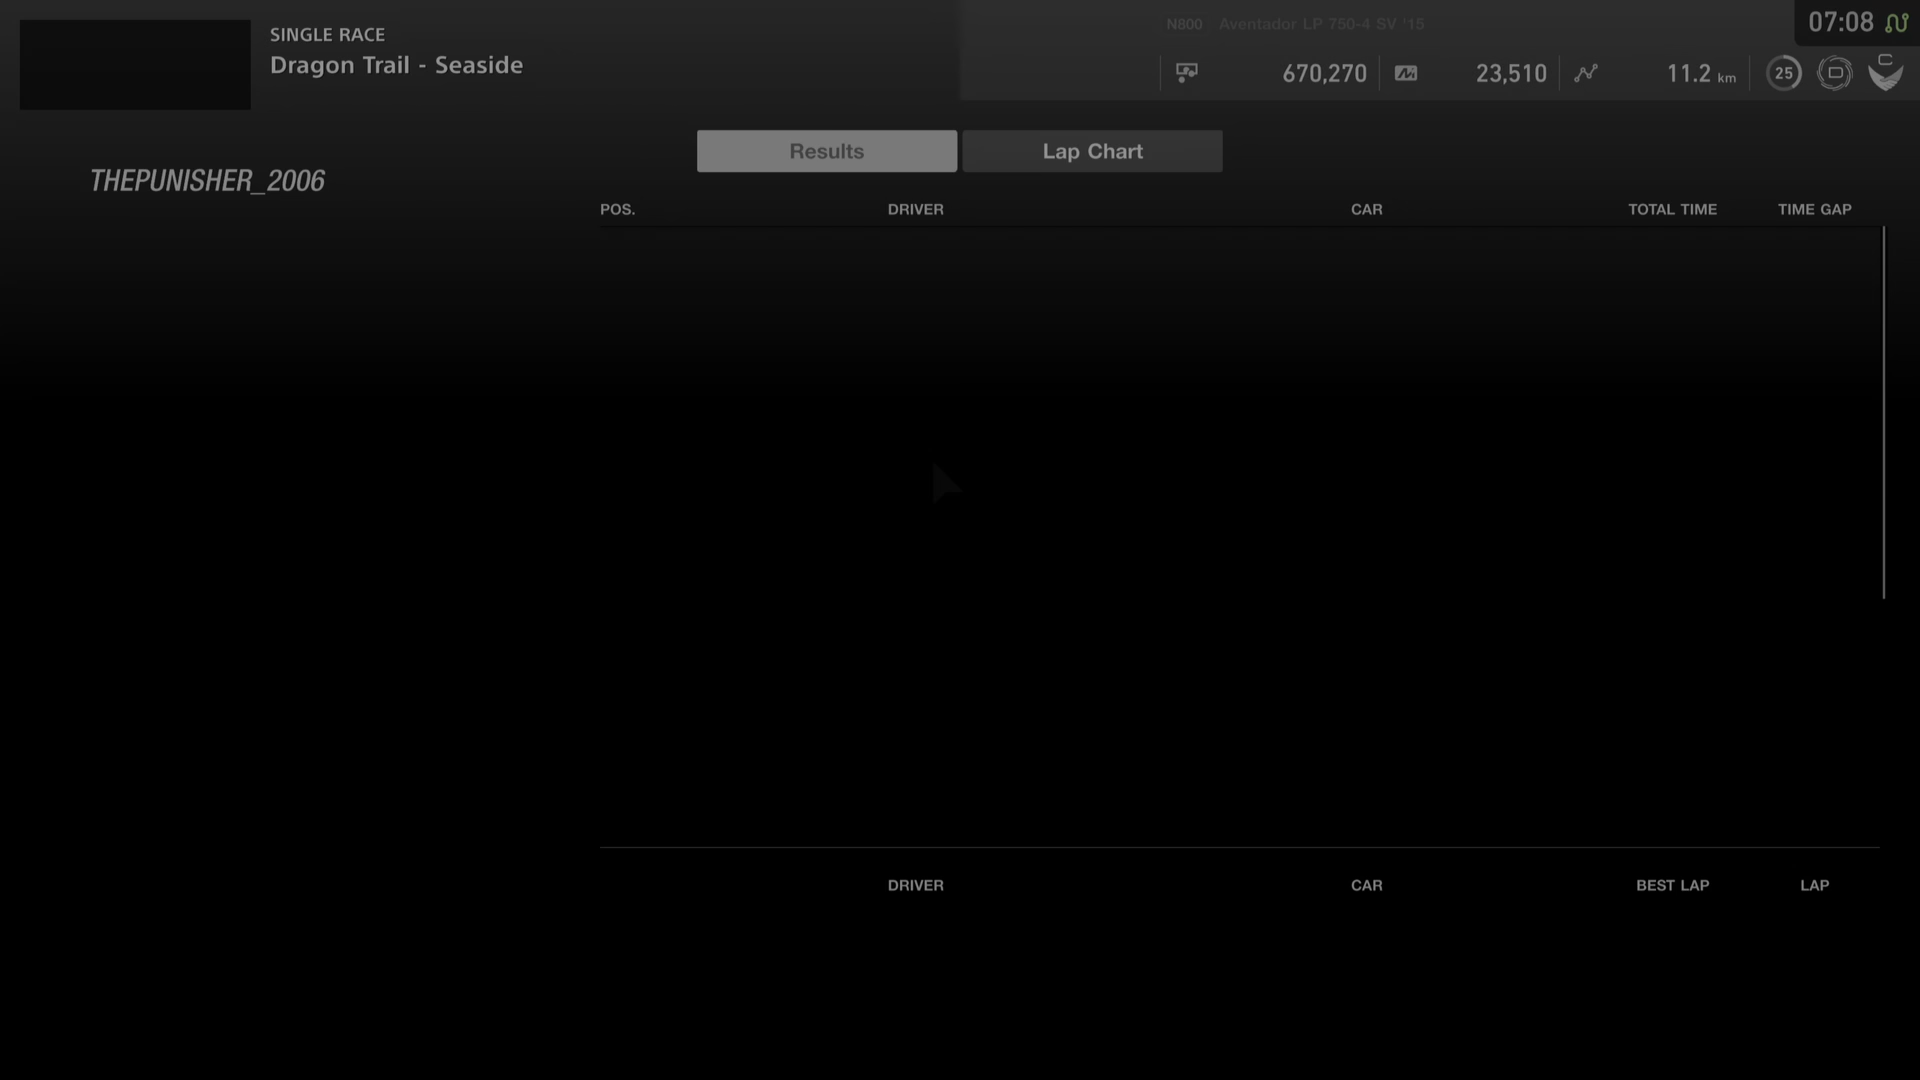 SINGLE RACE
Dragon Trail - Seaside
N800 Aventador LP 750-4 SV '15
07:08
670,270
23,510
11.2 km
25
D
C
Results
Lap Chart
THEPUNISHER_2006
POS. DRIVER CAR TOTAL TIME TIME GAP
DRIVER CAR BEST LAP LAP